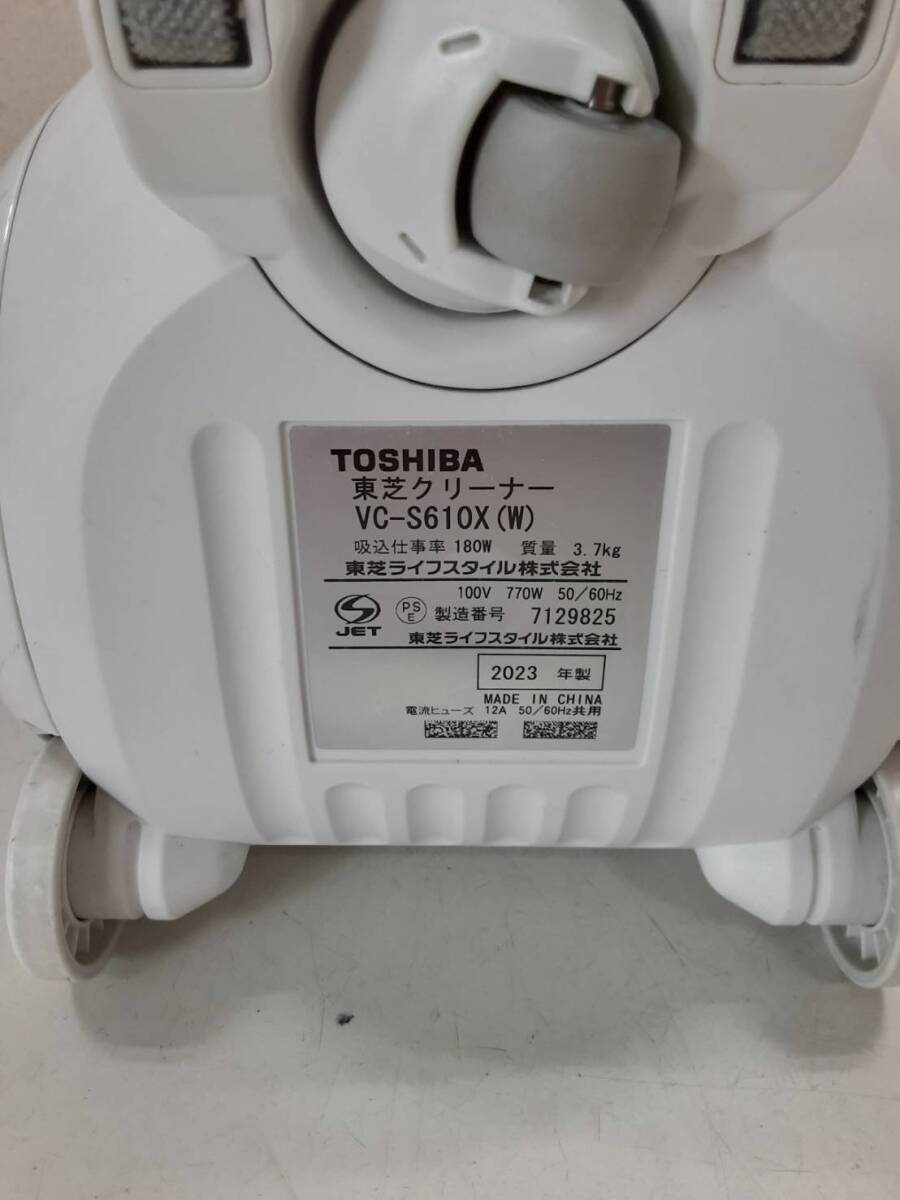 TOSHIBA
東芝クリーナー
VC-S610X(W)
吸込仕事率 180W 質量 3.7kg
東芝ライフスタイル株式会社
100V 770W 50/60Hz
JET PSE 製造番号 7129825
東芝ライフスタイル株式会社
2023 年製
MADE IN CHINA
電流ヒューズ 12A 50/60Hz共用